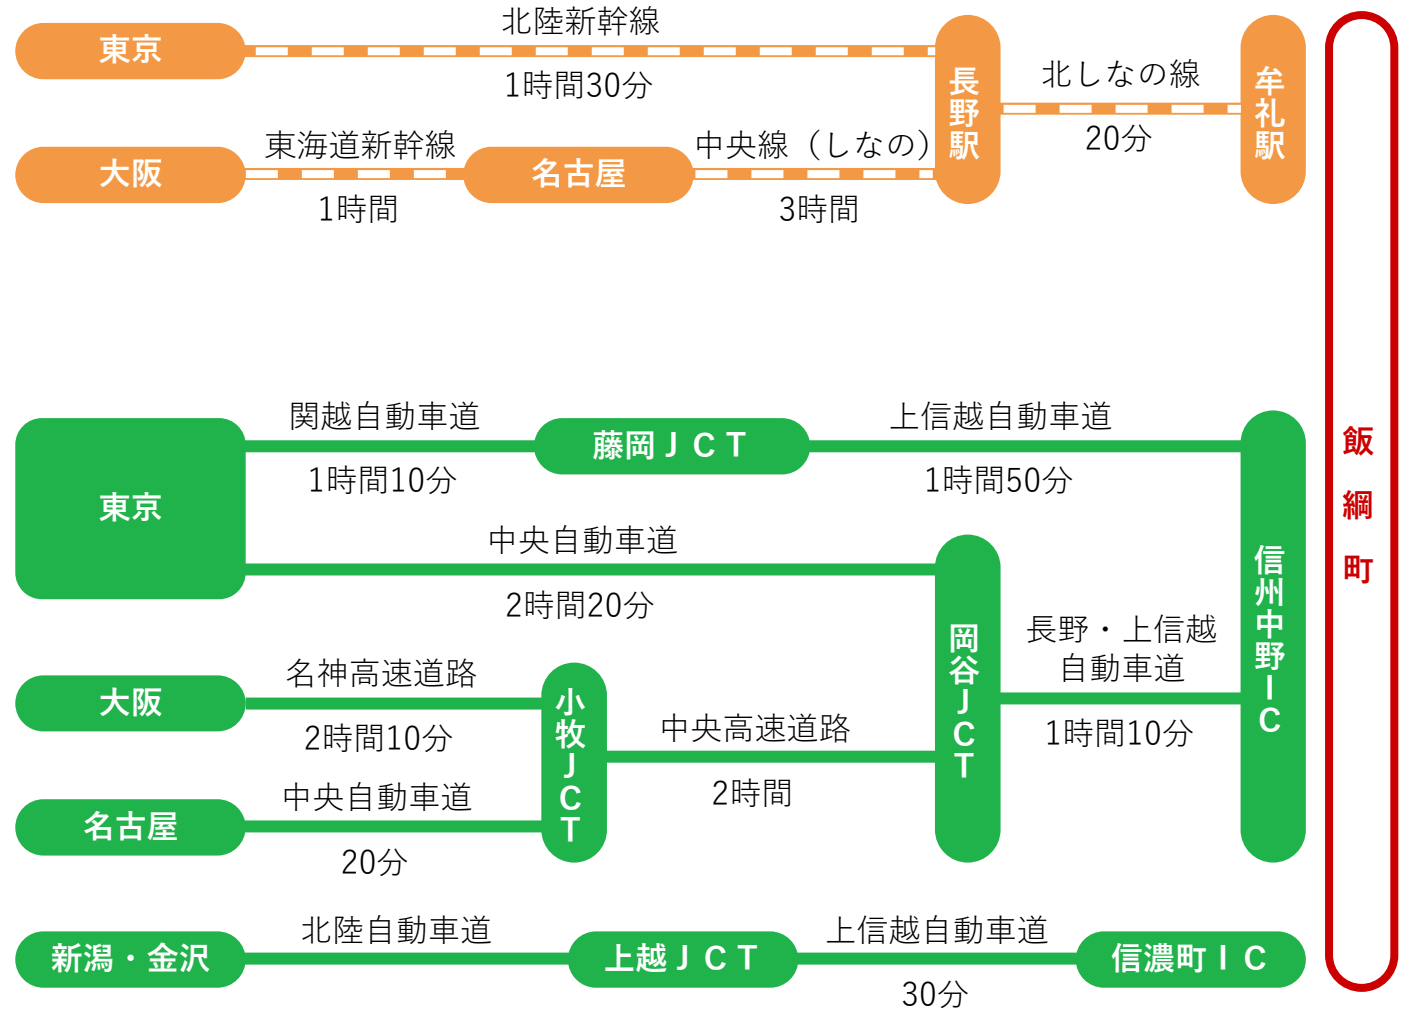 東京
北陸新幹線
1時間30分
大阪
東海道新幹線
1時間
名古屋
中央線（しなの）
3時間
長野駅
北しなの線
20分
牟礼駅
東京
関越自動車道
1時間10分
藤岡ＪＣＴ
上信越自動車道
1時間50分
中央自動車道
2時間20分
大阪
名神高速道路
2時間10分
名古屋
中央自動車道
20分
小牧ＪＣＴ
中央高速道路
2時間
岡谷ＪＣＴ
長野・上信越
自動車道
1時間10分
信州中野ＩＣ
新潟・金沢
北陸自動車道
上越ＪＣＴ
上信越自動車道
30分
信濃町ＩＣ
飯綱町